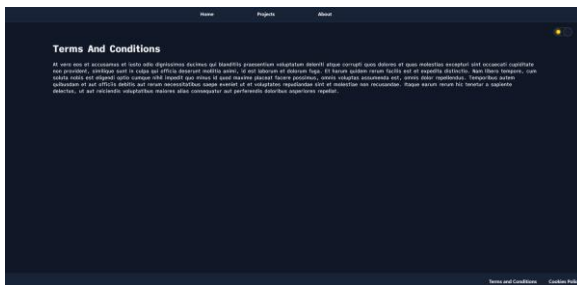 Home Projects About
Terms And Conditions
At vero eos et accusamus et iusto odio dignissimos ducimus qui blanditiis praesentium voluptatum deleniti atque corrupti quos dolores et quas molestias excepturi sint occaecati cupiditate
non provident, similique sunt in culpa qui officia deserunt mollitia animi, id est laborum et dolorum fuga. Et harum quidem rerum facilis est et expedita distinctio. Nam libero tempore, cum
soluta nobis est eligendi optio cumque nihil impedit quo minus id quod maxime placeat facere possimus, omnis voluptas assumenda est, omnis dolor repellendus. Temporibus autem
quibusdam et aut officiis debitis aut rerum necessitatibus saepe eveniet ut et voluptates repudiandae sint et molestiae non recusandae. Itaque earum rerum hic tenetur a sapiente
delectus, ut aut reiciendis voluptatibus maiores alias consequatur aut perferendis doloribus asperiores repellat.
Terms and Conditions Cookies Poli